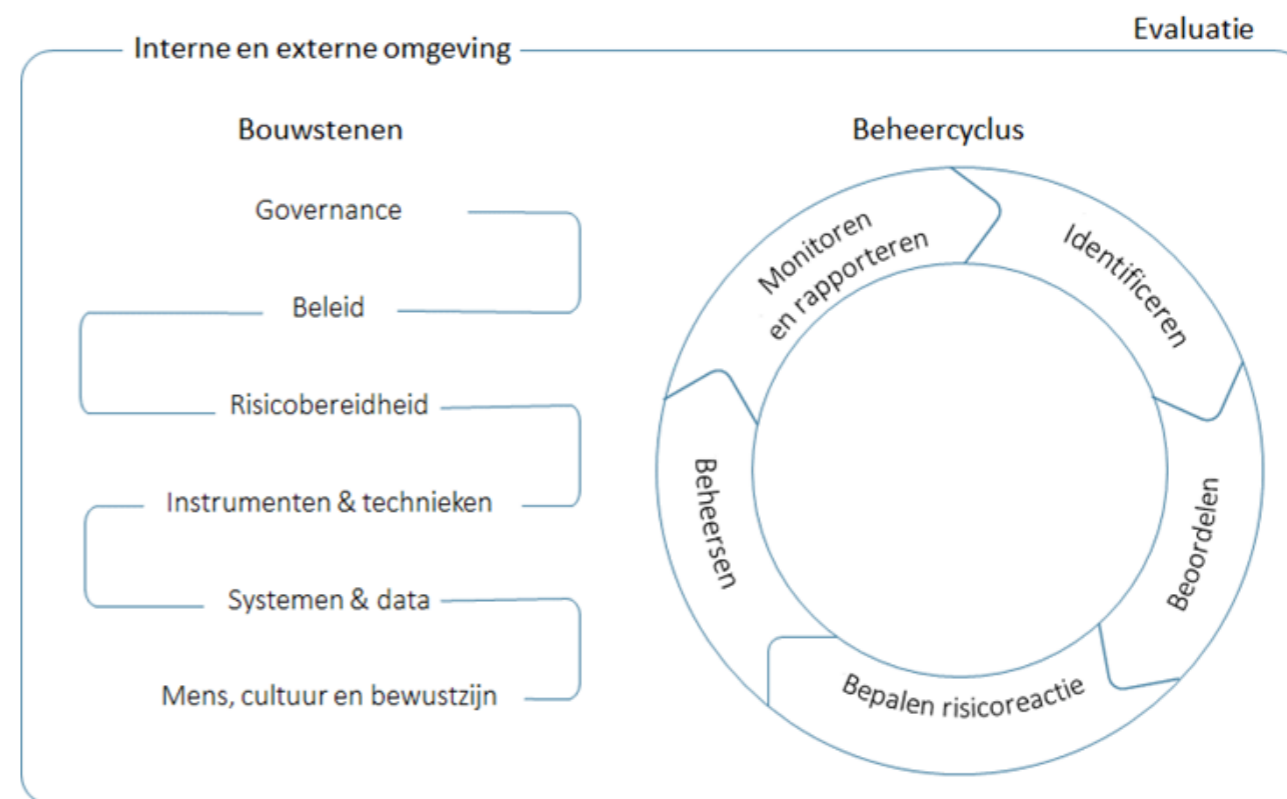 Evaluatie
Interne en externe omgeving
Bouwstenen
Governance
Beleid
Risicobereidheid
Instrumenten & technieken
Systemen & data
Mens, cultuur en bewustzijn
Beheercyclus
Identificeren
Beoordelen
Bepalen risicoreactie
Beheersen
Monitoren
en rapporteren